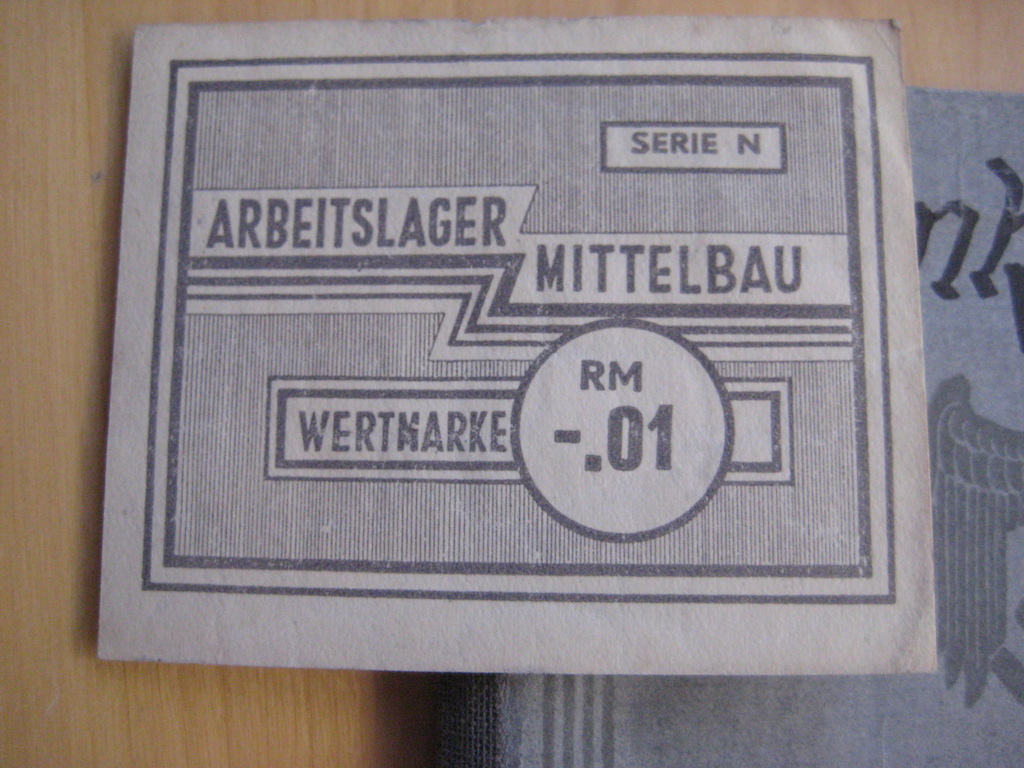 SERIE N
ARBEITSLAGER
MITTELBAU
RM
-.01
WERTMARKE